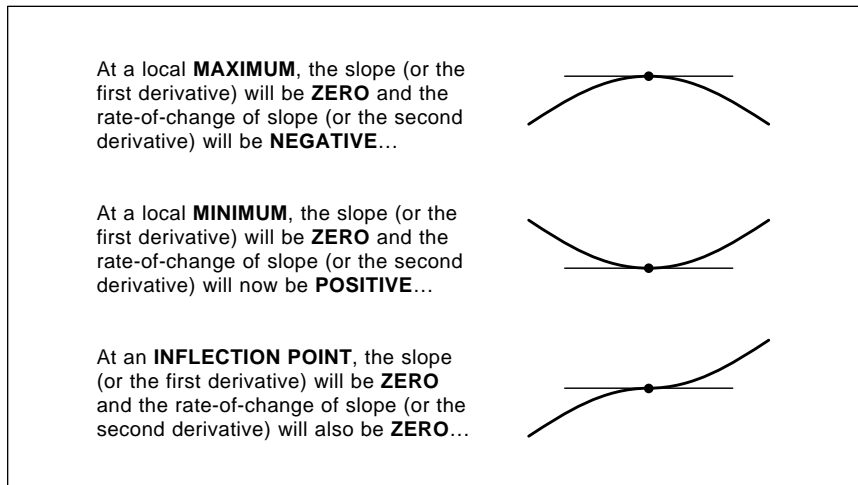 At a local MAXIMUM, the slope (or the
first derivative) will be ZERO and the
rate-of-change of slope (or the second
derivative) will be NEGATIVE…
At a local MINIMUM, the slope (or the
first derivative) will be ZERO and the
rate-of-change of slope (or the second
derivative) will now be POSITIVE…
At an INFLECTION POINT, the slope
(or the first derivative) will be ZERO
and the rate-of-change of slope (or the
second derivative) will also be ZERO…